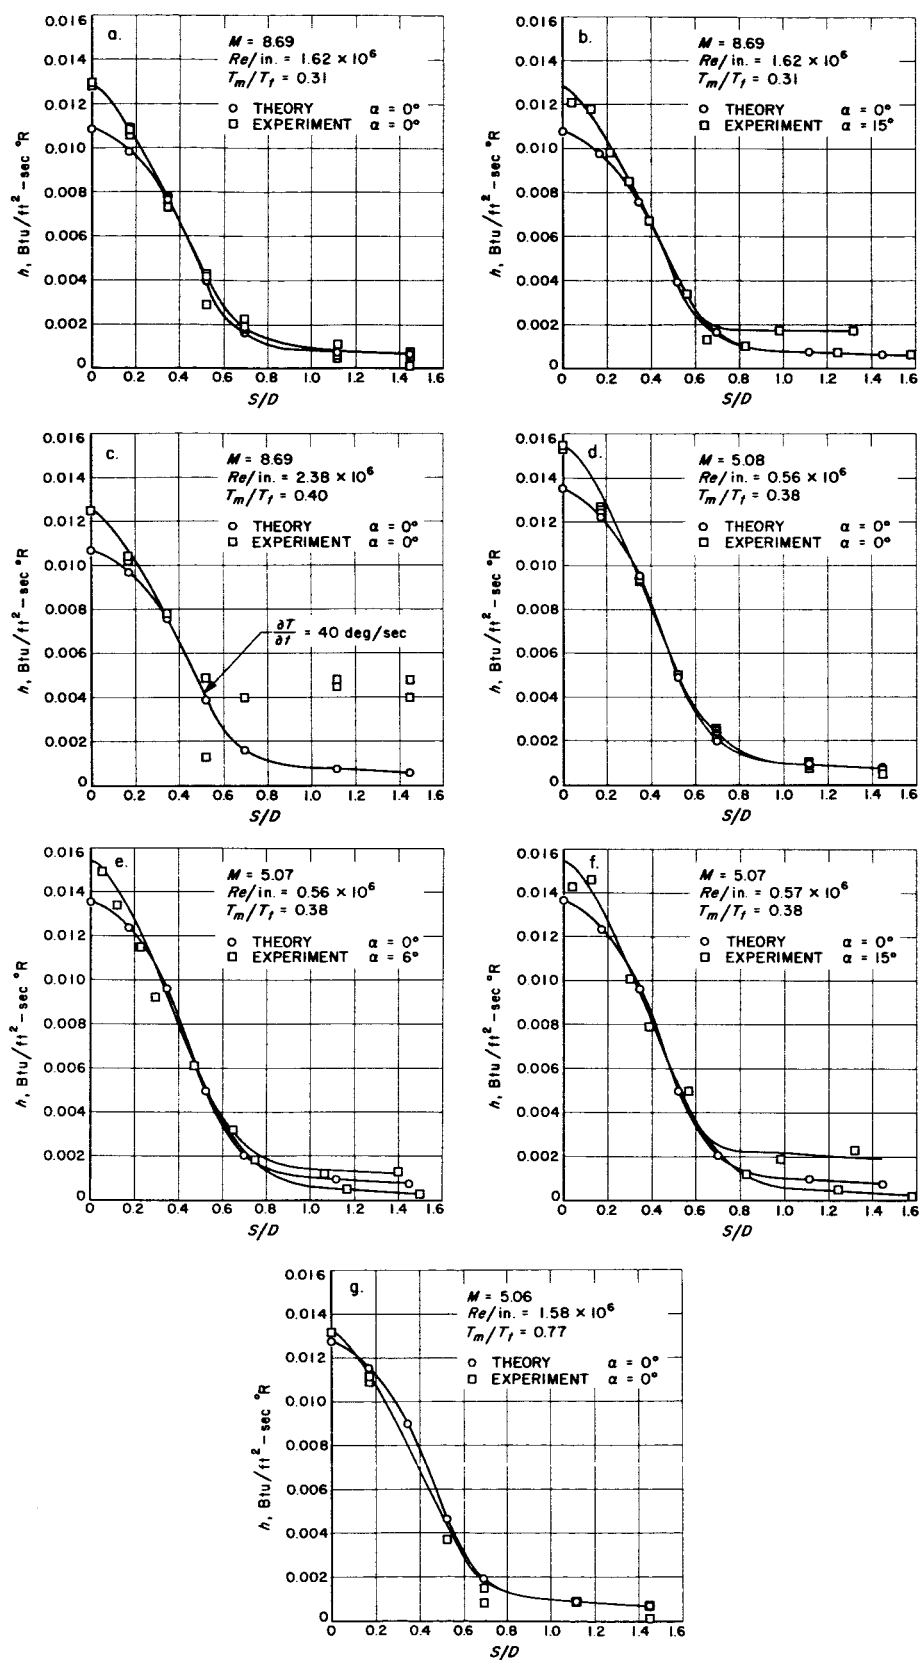 a.
M = 8.69
Re/in. = 1.62 × 10⁶
Tm/Tt = 0.31
○ THEORY α = 0°
□ EXPERIMENT α = 0°
h, Btu/ft² – sec °R
0.016
0.014
0.012
0.010
0.008
0.006
0.004
0.002
0
0 0.2 0.4 0.6 0.8 1.0 1.2 1.4 1.6
S/D
b.
M = 8.69
Re/in. = 1.62 × 10⁶
Tm/Tt = 0.31
○ THEORY α = 0°
□ EXPERIMENT α = 15°
h, Btu/ft² – sec °R
0.016
0.014
0.012
0.010
0.008
0.006
0.004
0.002
0
0 0.2 0.4 0.6 0.8 1.0 1.2 1.4 1.6
S/D
c.
M = 8.69
Re/in. = 2.38 × 10⁶
Tm/Tt = 0.40
○ THEORY α = 0°
□ EXPERIMENT α = 0°
∂T/∂t = 40 deg/sec
h, Btu/ft² – sec °R
0.016
0.014
0.012
0.010
0.008
0.006
0.004
0.002
0
0 0.2 0.4 0.6 0.8 1.0 1.2 1.4 1.6
S/D
d.
M = 5.08
Re/in. = 0.56 × 10⁶
Tm/Tt = 0.38
○ THEORY α = 0°
□ EXPERIMENT α = 0°
h, Btu/ft² – sec °R
0.016
0.014
0.012
0.010
0.008
0.006
0.004
0.002
0
0 0.2 0.4 0.6 0.8 1.0 1.2 1.4 1.6
S/D
e.
M = 5.07
Re/in. = 0.56 × 10⁶
Tm/Tt = 0.38
○ THEORY α = 0°
□ EXPERIMENT α = 6°
h, Btu/ft² – sec °R
0.016
0.014
0.012
0.010
0.008
0.006
0.004
0.002
0
0 0.2 0.4 0.6 0.8 1.0 1.2 1.4 1.6
S/D
f.
M = 5.07
Re/in. = 0.57 × 10⁶
Tm/Tt = 0.38
○ THEORY α = 0°
□ EXPERIMENT α = 15°
h, Btu/ft² – sec °R
0.016
0.014
0.012
0.010
0.008
0.006
0.004
0.002
0
0 0.2 0.4 0.6 0.8 1.0 1.2 1.4 1.6
S/D
g.
M = 5.06
Re/in. = 1.58 × 10⁶
Tm/Tt = 0.77
○ THEORY α = 0°
□ EXPERIMENT α = 0°
h, Btu/ft² – sec °R
0.016
0.014
0.012
0.010
0.008
0.006
0.004
0.002
0
0 0.2 0.4 0.6 0.8 1.0 1.2 1.4 1.6
S/D